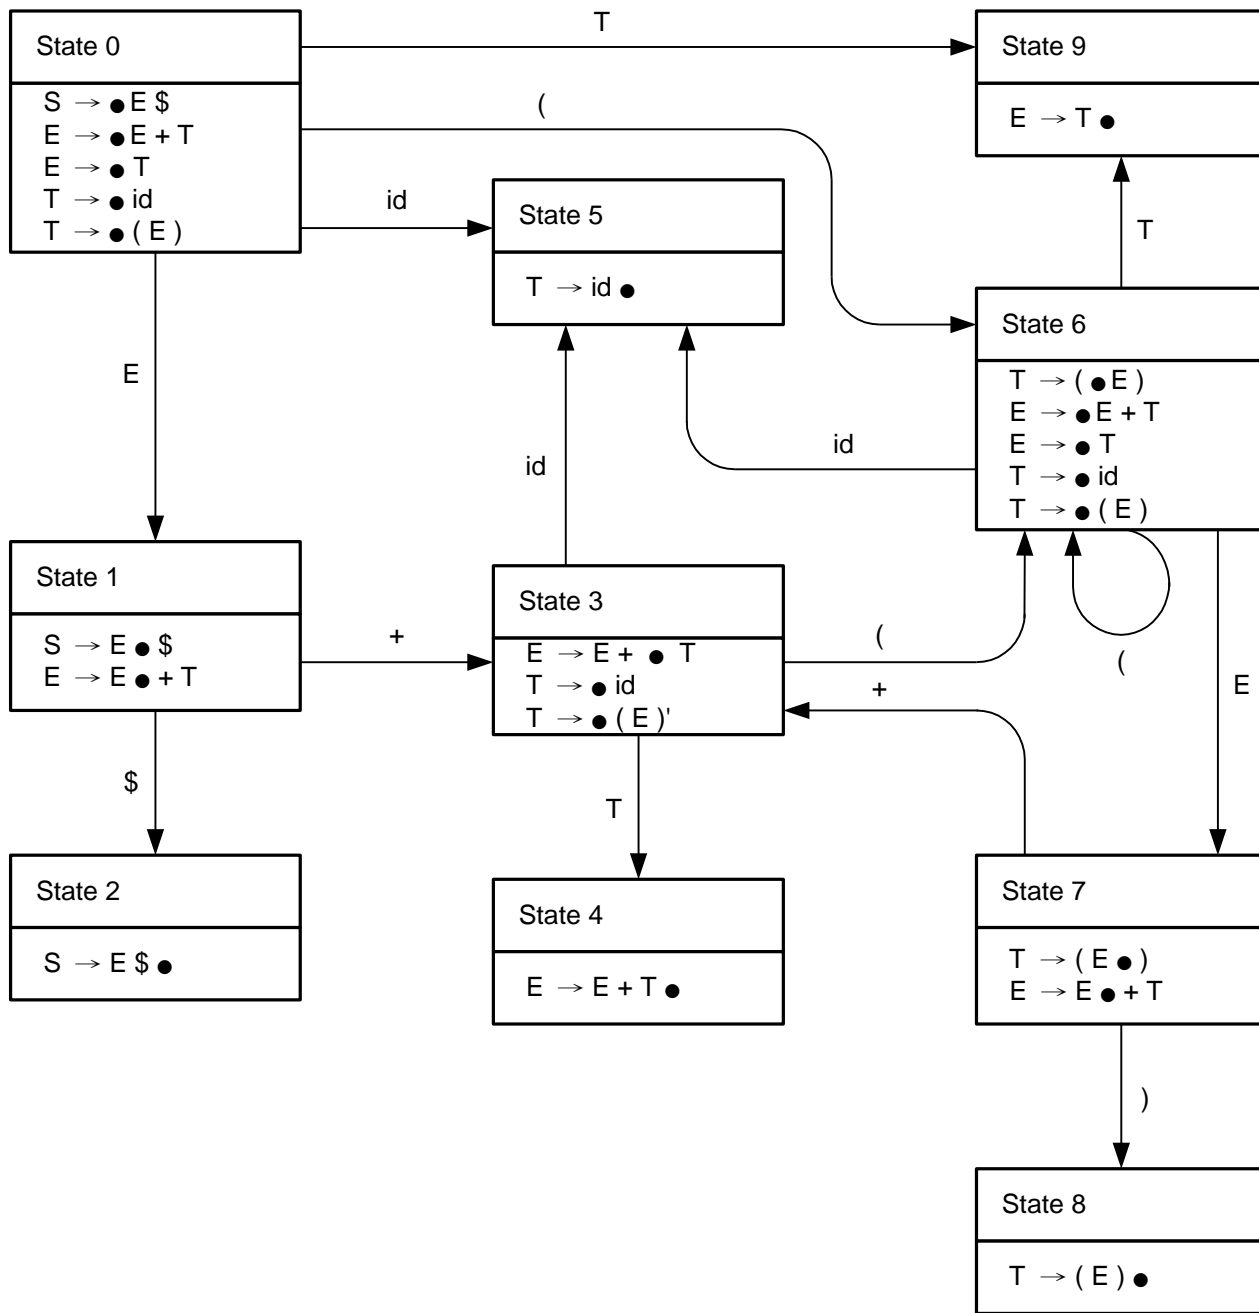 State 0
S → ● E $
E → ● E + T
E → ● T
T → ● id
T → ● ( E )
T
(
id
E
State 9
E → T ●
State 5
T → id ●
T
State 6
T → ( ● E )
E → ● E + T
E → ● T
T → ● id
T → ● ( E )
id
id
(
E
State 1
S → E ● $
E → E ● + T
+
$
State 3
E → E + ● T
T → ● id
T → ● ( E )'
(
+
T
State 2
S → E $ ●
State 4
E → E + T ●
State 7
T → ( E ● )
E → E ● + T
)
State 8
T → ( E ) ●